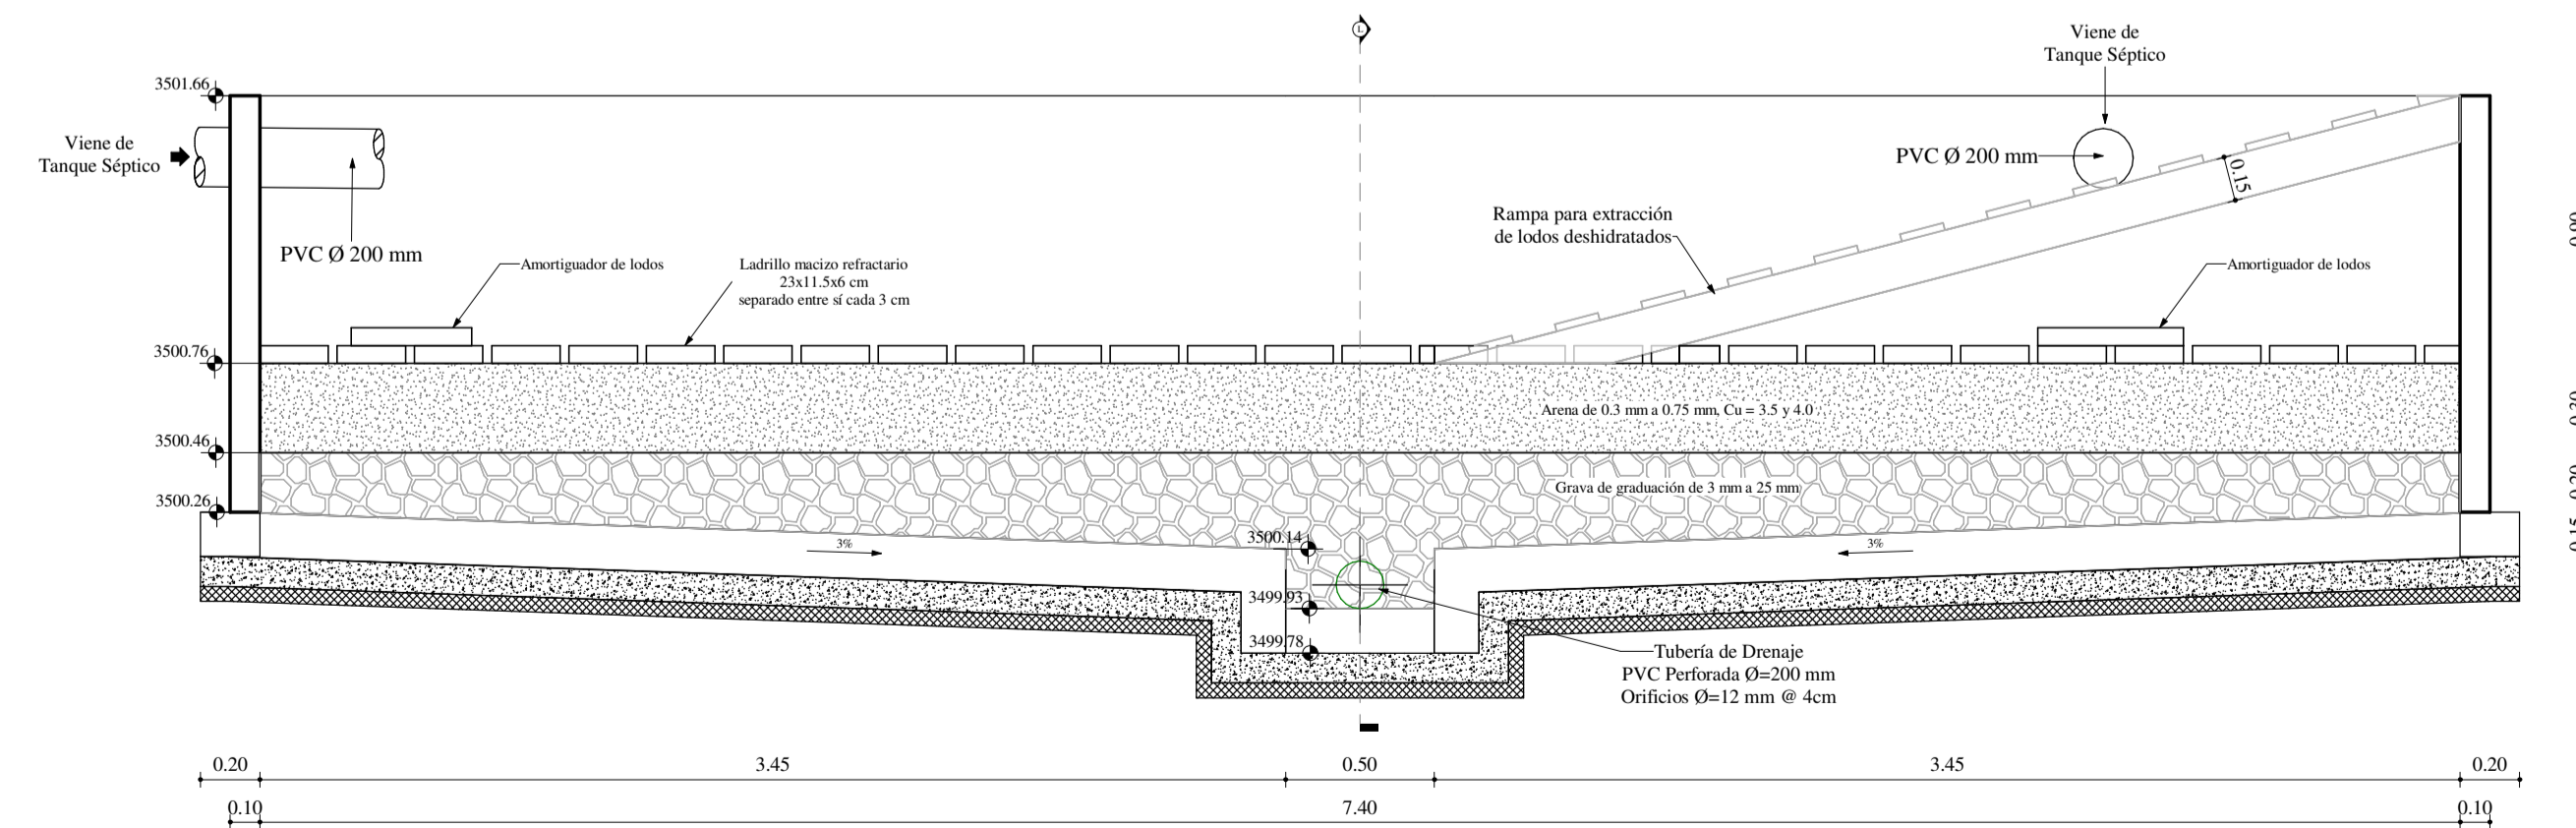 L
Viene de
Tanque Séptico
3501.66
Viene de
Tanque Séptico
PVC Ø 200 mm
PVC Ø 200 mm
0.15
Rampa para extracción
de lodos deshidratados
Amortiguador de lodos
Ladrillo macizo refractario
23x11.5x6 cm
separado entre sí cada 3 cm
Amortiguador de lodos
3500.76
Arena de 0.3 mm a 0.75 mm, Cu = 3.5 y 4.0
3500.46
Grava de graduación de 3 mm a 25 mm
3500.26
3500.14
3%
3%
3499.93
3499.78
Tubería de Drenaje
PVC Perforada Ø=200 mm
Orificios Ø=12 mm @ 4cm
0.20
3.45
0.50
3.45
0.20
0.10
7.40
0.10